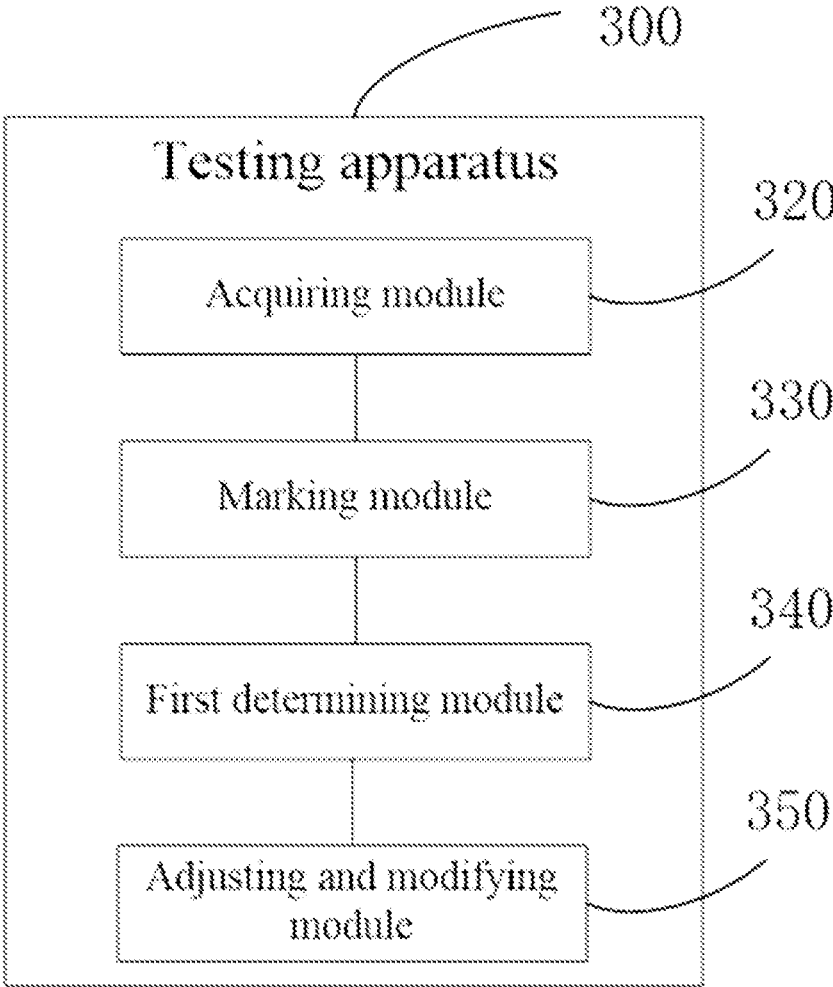 300
Testing apparatus
320
Acquiring module
330
Marking module
340
First determining module
350
Adjusting and modifying
module